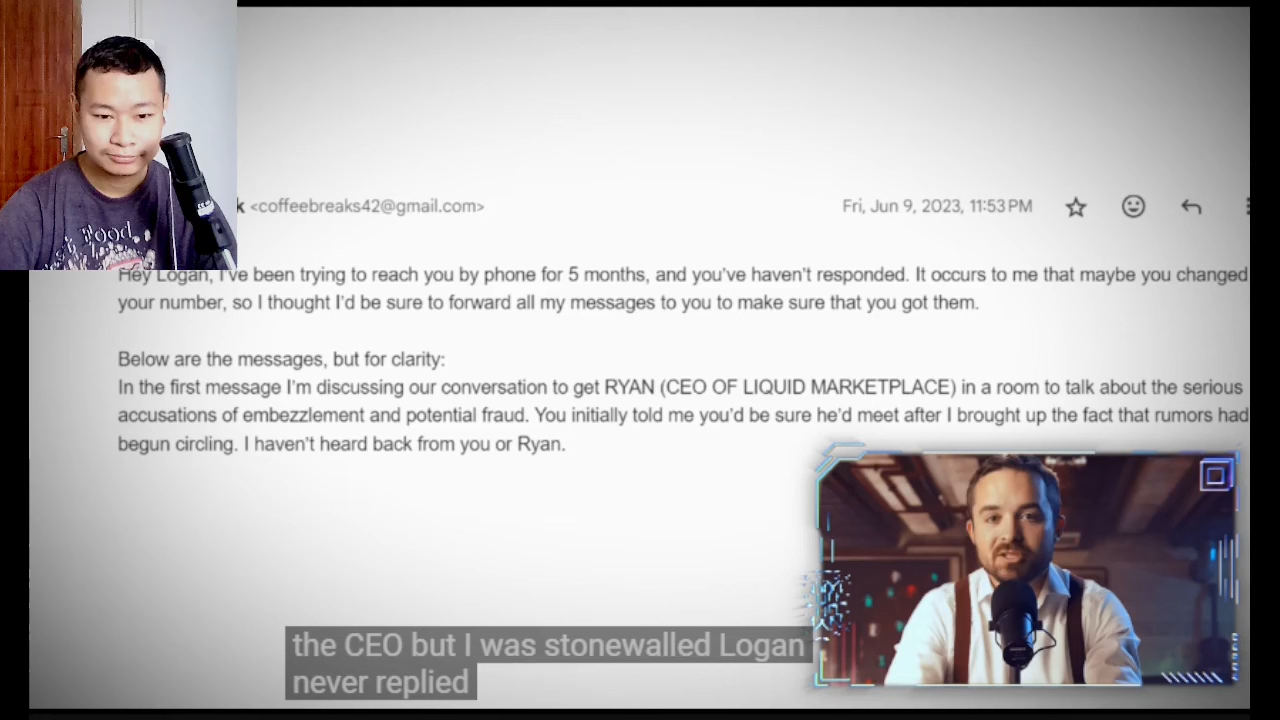 k <coffeebreaks42@gmail.com>
Fri, Jun 9, 2023, 11:53 PM
Hey Logan, I've been trying to reach you by phone for 5 months, and you've haven't responded. It occurs to me that maybe you changed
your number, so I thought I'd be sure to forward all my messages to you to make sure that you got them.
Below are the messages, but for clarity:
In the first message I'm discussing our conversation to get RYAN (CEO OF LIQUID MARKETPLACE) in a room to talk about the serious
accusations of embezzlement and potential fraud. You initially told me you'd be sure he'd meet after I brought up the fact that rumors had
begun circling. I haven't heard back from you or Ryan.
the CEO but I was stonewalled Logan
never replied